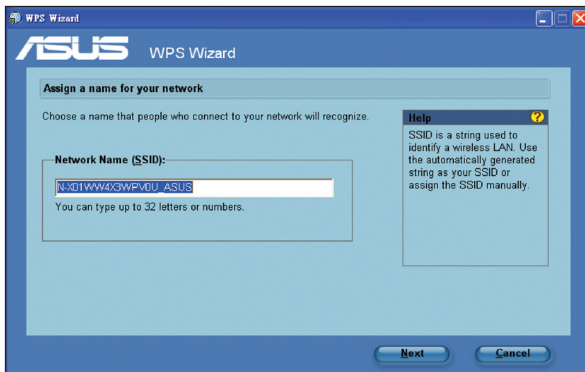 WPS Wizard
ASUS WPS Wizard
Assign a name for your network
Choose a name that people who connect to your network will recognize.
Network Name (SSID):
N-X01WW4X3WPV0U_ASUS
You can type up to 32 letters or numbers.
Help ?
SSID is a string used to
identify a wireless LAN. Use
the automatically generated
string as your SSID or
assign the SSID manually.
Next Cancel